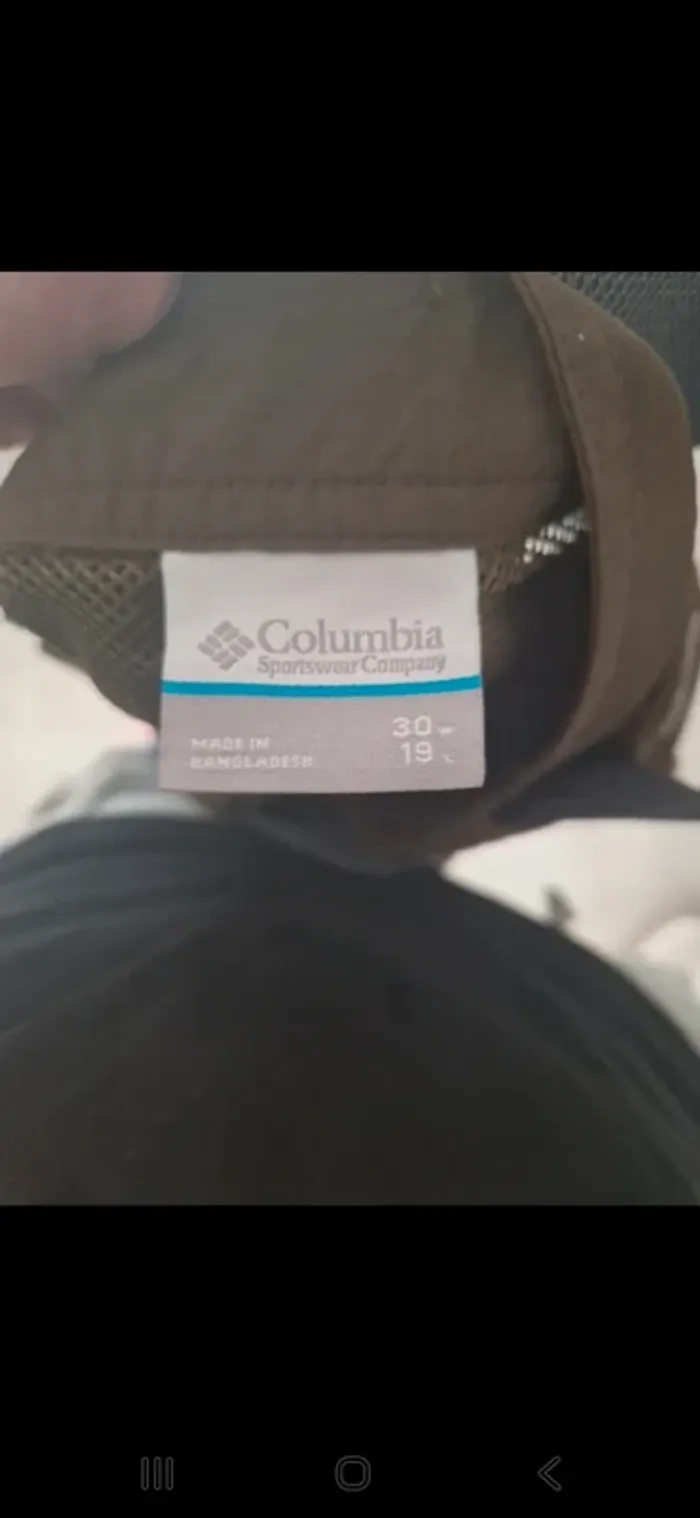 Columbia
Sportswear Company
30 W
19 L
MADE IN
BANGLADESH